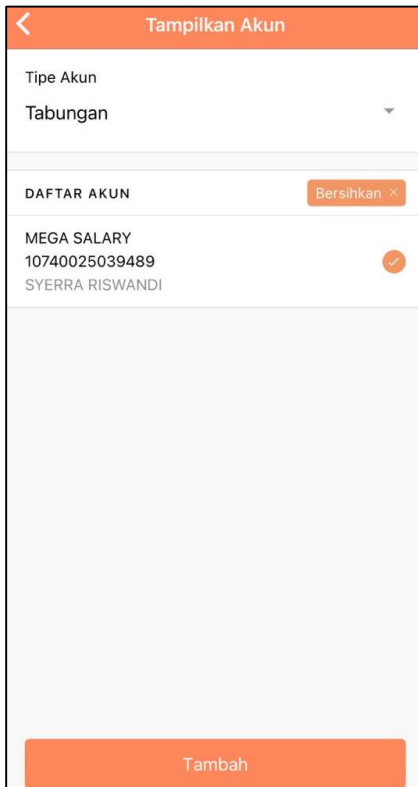 Tampilkan Akun
Tipe Akun
Tabungan
DAFTAR AKUN
Bersihkan ×
MEGA SALARY
10740025039489
SYERRA RISWANDI
Tambah